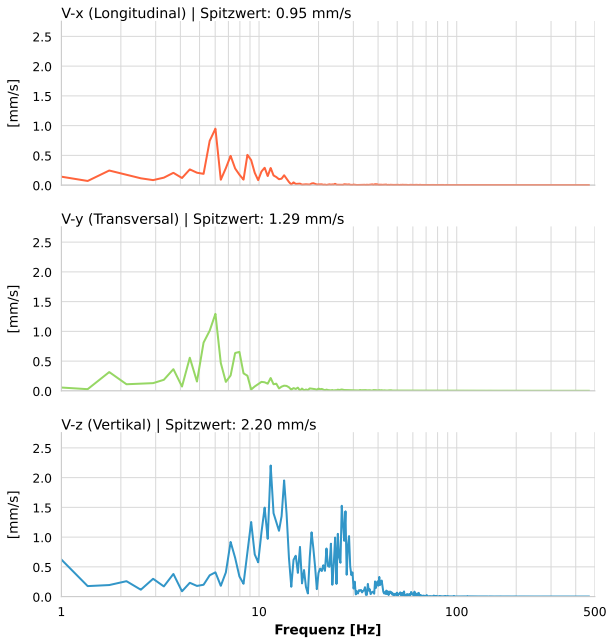 V-x (Longitudinal) | Spitzwert: 0.95 mm/s
2.5
2.0
1.5
1.0
0.5
0.0
[mm/s]
V-y (Transversal) | Spitzwert: 1.29 mm/s
2.5
2.0
1.5
1.0
0.5
0.0
[mm/s]
V-z (Vertikal) | Spitzwert: 2.20 mm/s
2.5
2.0
1.5
1.0
0.5
0.0
[mm/s]
1 10 100 500
Frequenz [Hz]